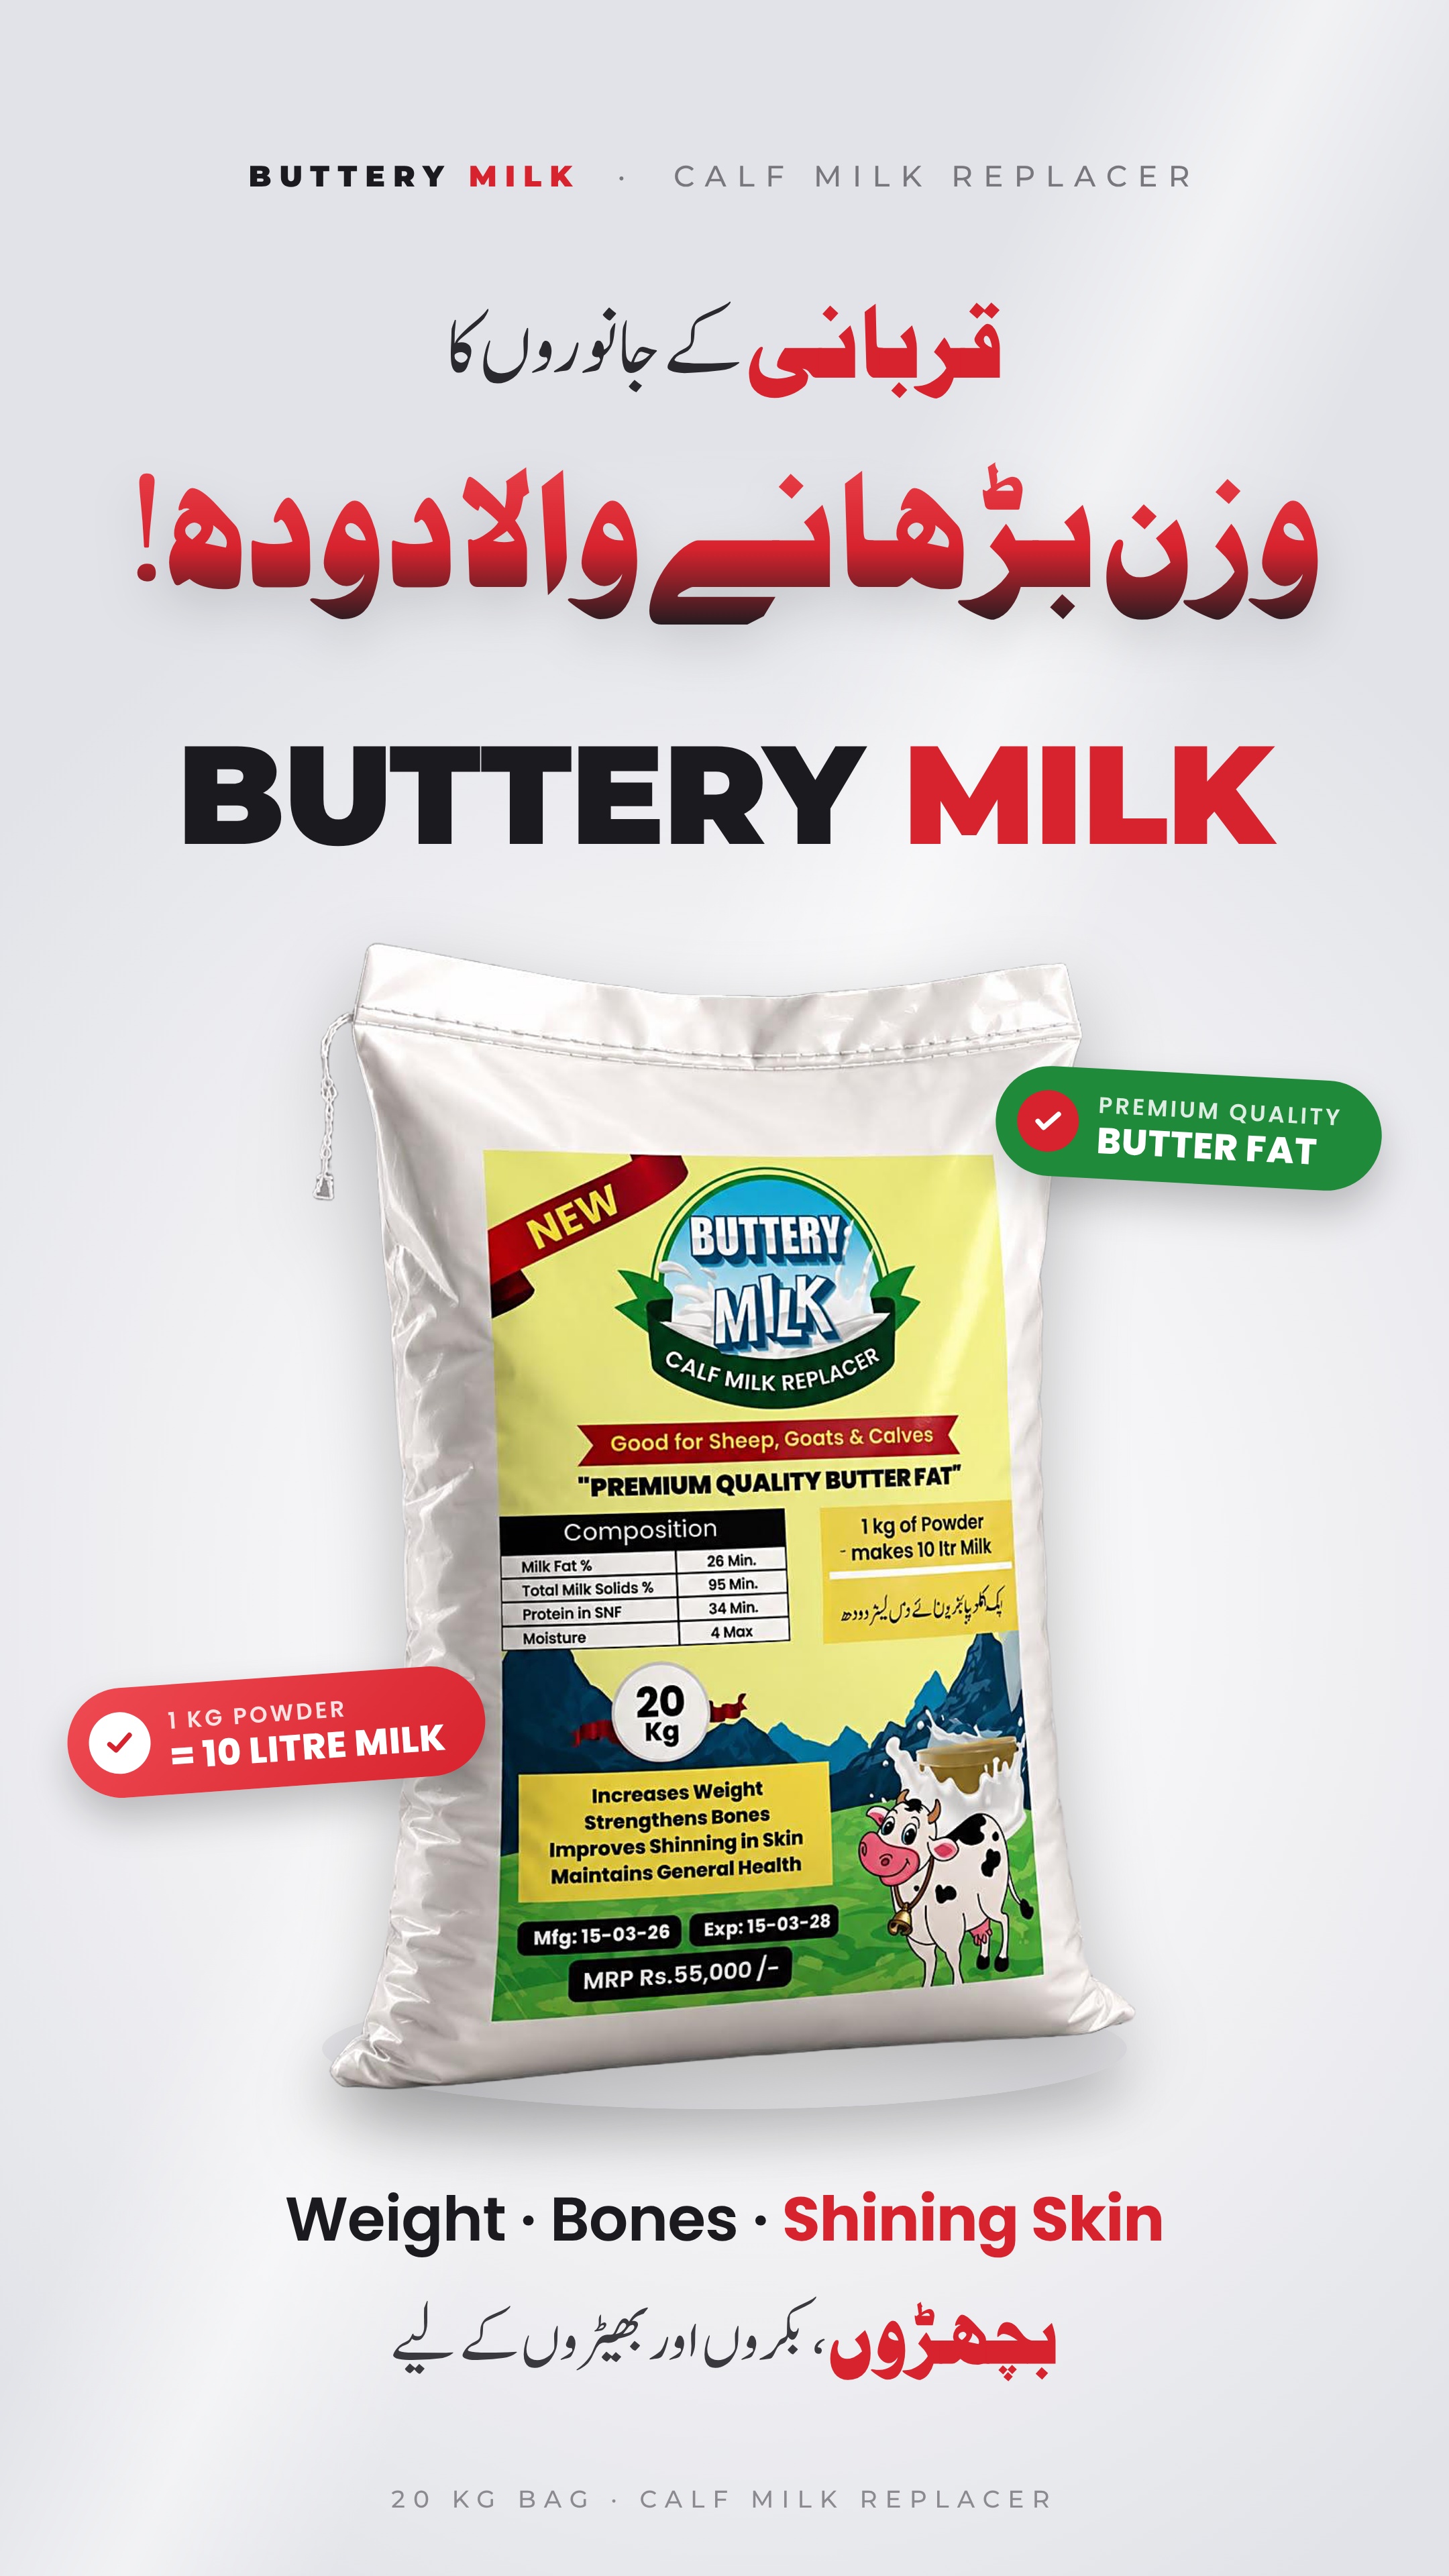 BUTTERY MILK · CALF MILK REPLACER
قربانی کے جانوروں کا
وزن بڑھانے والا دودھ!
BUTTERY MILK
PREMIUM QUALITY
BUTTER FAT
NEW
BUTTERY
MILK
CALF MILK REPLACER
Good for Sheep, Goats & Calves
"PREMIUM QUALITY BUTTER FAT"
Composition
Milk Fat % 26 Min.
Total Milk Solids % 95 Min.
Protein in SNF 34 Min.
Moisture 4 Max
1 kg of Powder
- makes 10 ltr Milk
1 KG POWDER
= 10 LITRE MILK
20
Kg
Increases Weight
Strengthens Bones
Improves Shinning in Skin
Maintains General Health
Mfg: 15-03-26 Exp: 15-03-28
MRP Rs.55,000 /-
Weight · Bones · Shining Skin
بچھڑوں، بکروں اور بھیڑوں کے لیے
20 KG BAG · CALF MILK REPLACER